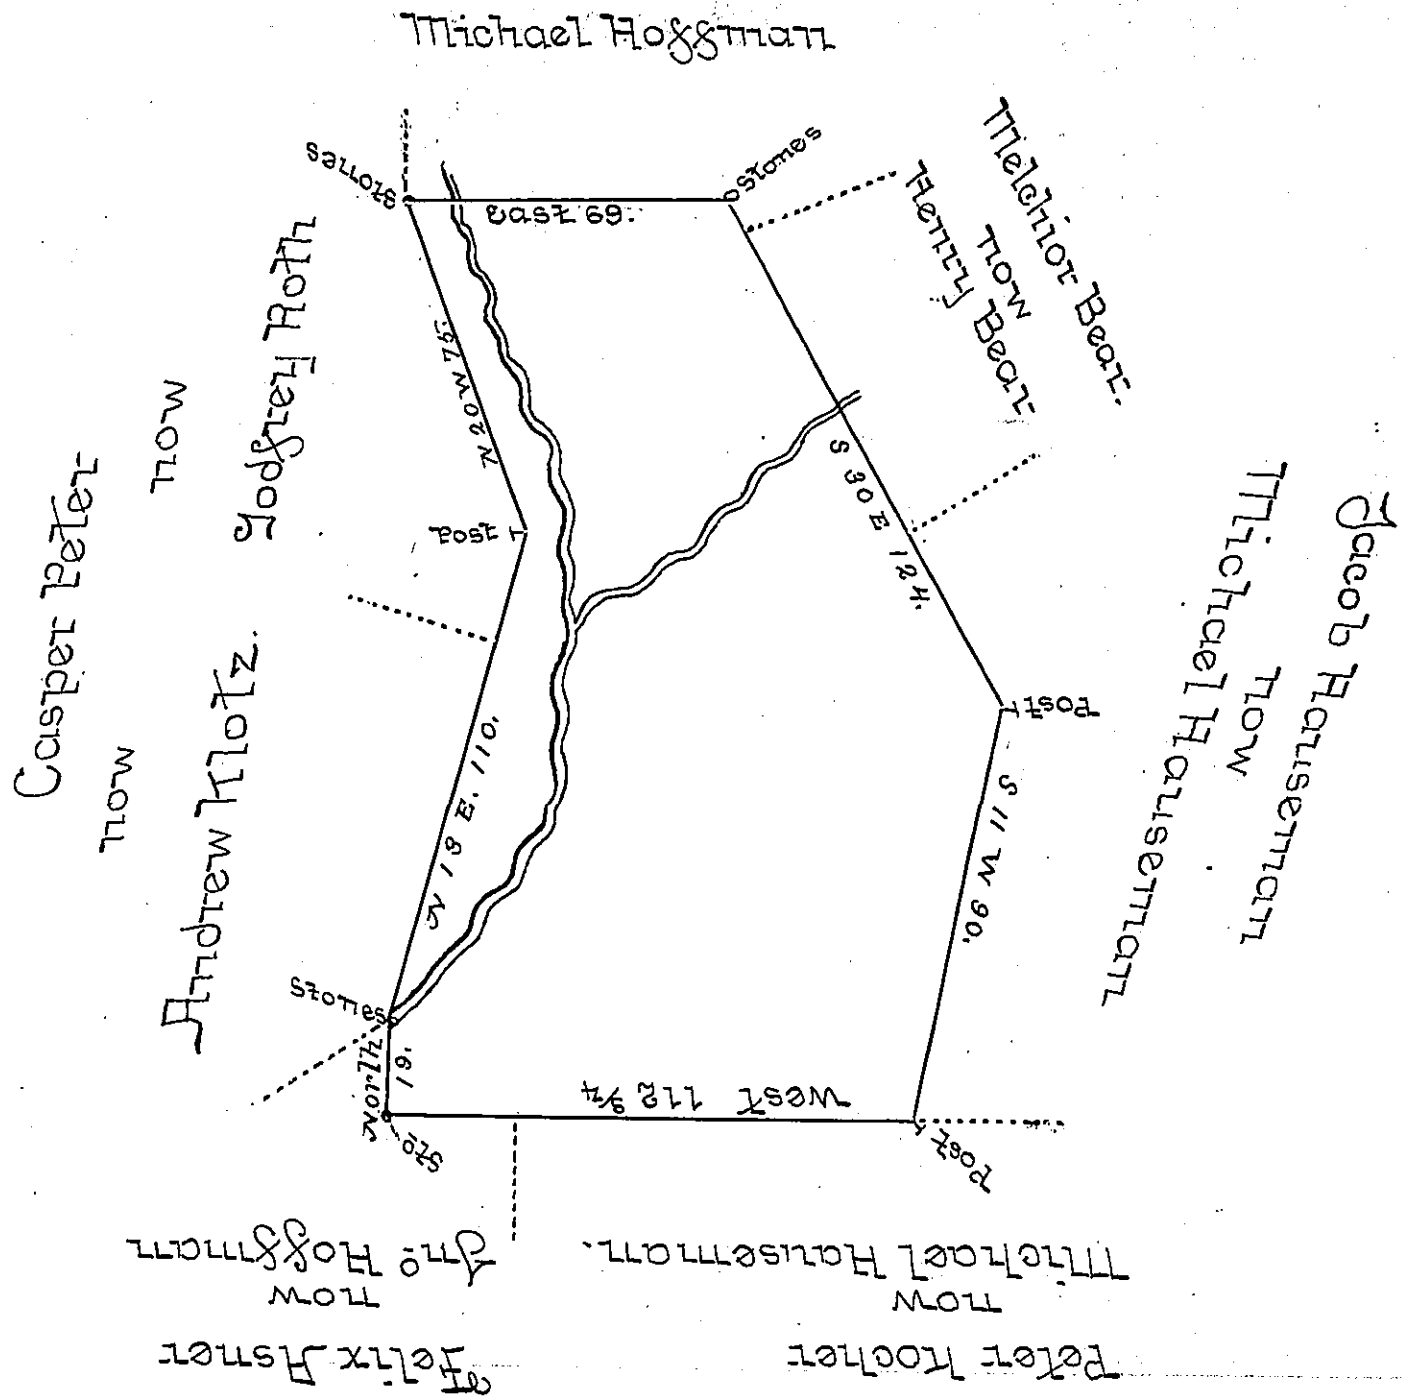 Michael Hoffman
stones
stones
East 69.
Melchior Bear.
now
Henry Bear
N 20 W 75.
Godfrey Roth
now
Casper Peter
now
Andrew Klotz.
post
S 30 E 124.
Jacob Hauseman
now
Michael Hauseman
Post
N 18 E. 110.
S 11 W 90.
stones
North
16.
West 112 3/4
Sto
Post
Peter Kocher
now
Michael Hauseman.
Felix Asner
now
Jno. Hoffman